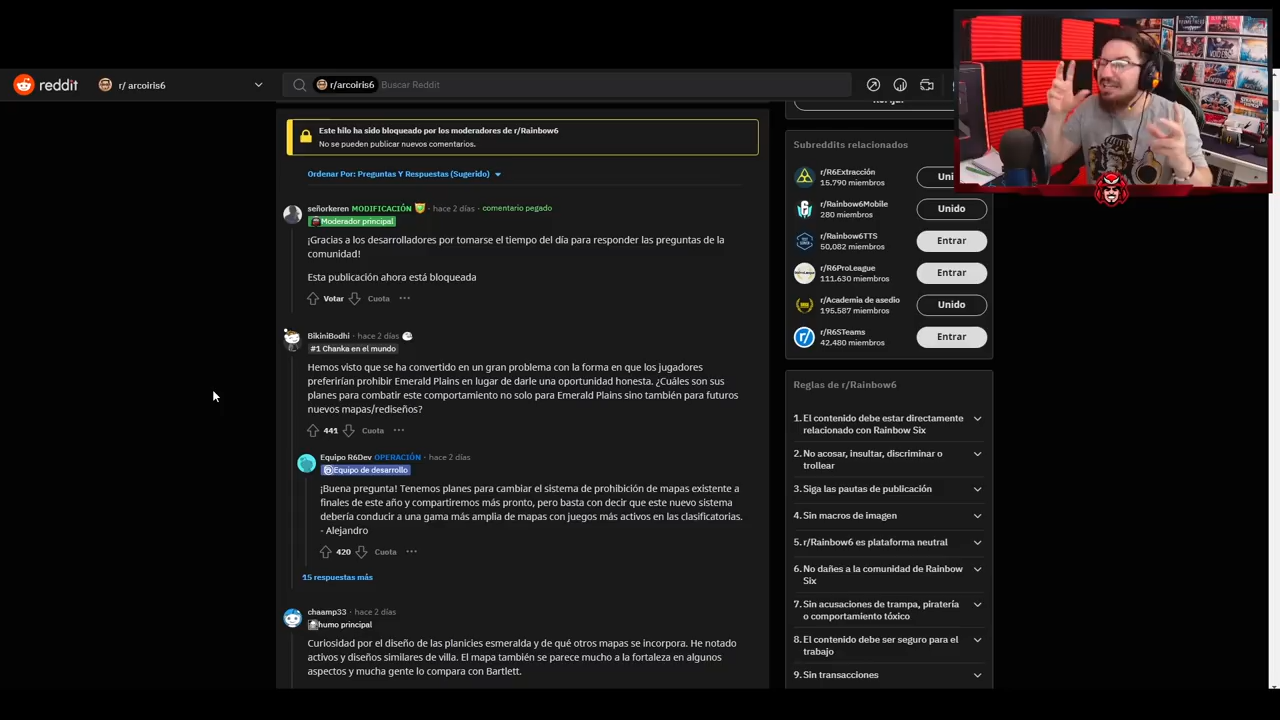 reddit
r/ arcoiris6
r/arcoiris6 Buscar Reddit
Este hilo ha sido bloqueado por los moderadores de r/Rainbow6
No se pueden publicar nuevos comentarios.
Ordenar Por: Preguntas Y Respuestas (Sugerido)
señorkeren MODIFICACIÓN · hace 2 días · comentario pegado
Moderador principal
¡Gracias a los desarrolladores por tomarse el tiempo del día para responder las preguntas de la
comunidad!
Esta publicación ahora está bloqueada
Votar Cuota ···
BikiniBodhi · hace 2 días
#1 Chanka en el mundo
Hemos visto que se ha convertido en un gran problema con la forma en que los jugadores
preferirían prohibir Emerald Plains en lugar de darle una oportunidad honesta. ¿Cuáles son sus
planes para combatir este comportamiento no solo para Emerald Plains sino también para futuros
nuevos mapas/rediseños?
441 Cuota ···
Equipo R6Dev OPERACIÓN · hace 2 días
Equipo de desarrollo
¡Buena pregunta! Tenemos planes para cambiar el sistema de prohibición de mapas existente a
finales de este año y compartiremos más pronto, pero basta con decir que este nuevo sistema
debería conducir a una gama más amplia de mapas con juegos más activos en las clasificatorias.
- Alejandro
420 Cuota ···
15 respuestas más
chaamp33 · hace 2 días
humo principal
Curiosidad por el diseño de las planicies esmeralda y de qué otros mapas se incorpora. He notado
activos y diseños similares de villa. El mapa también se parece mucho a la fortaleza en algunos
aspectos y mucha gente lo compara con Bartlett.
Subreddits relacionados
r/R6Extracción
15.790 miembros
Uni
r/Rainbow6Mobile
280 miembros
Unido
r/Rainbow6TTS
50,082 miembros
Entrar
r/R6ProLeague
111.630 miembros
Entrar
r/Academia de asedio
195.587 miembros
Unido
r/R6STeams
42.480 miembros
Entrar
Reglas de r/Rainbow6
1. El contenido debe estar directamente
relacionado con Rainbow Six
2. No acosar, insultar, discriminar o
trollear
3. Siga las pautas de publicación
4. Sin macros de imagen
5. r/Rainbow6 es plataforma neutral
6. No dañes a la comunidad de Rainbow
Six
7. Sin acusaciones de trampa, piratería
o comportamiento tóxico
8. El contenido debe ser seguro para el
trabajo
9. Sin transacciones